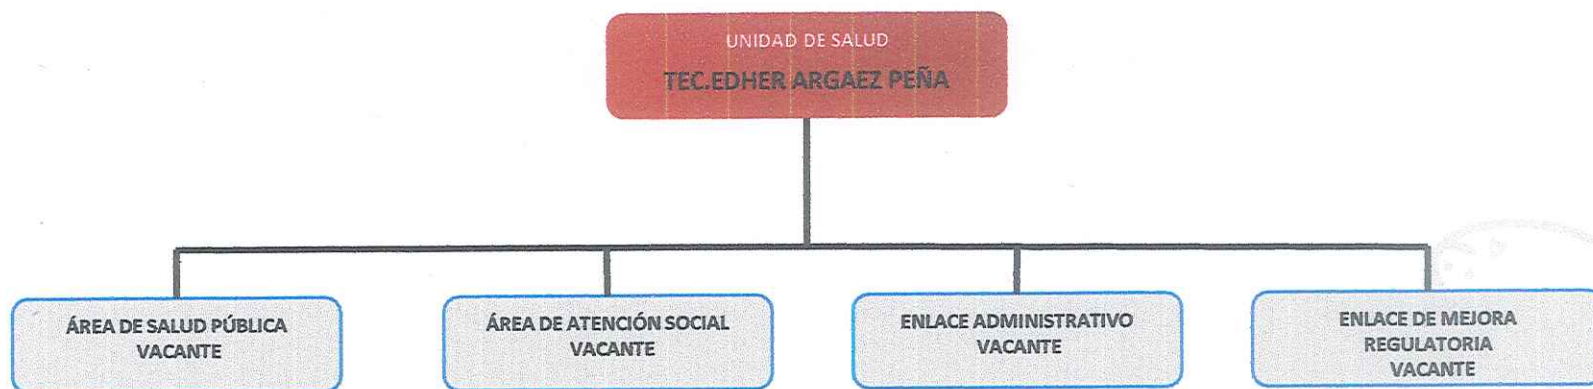 UNIDAD DE SALUD
TEC.EDHER ARGAEZ PEÑA
ÁREA DE SALUD PÚBLICA
VACANTE
ÁREA DE ATENCIÓN SOCIAL
VACANTE
ENLACE ADMINISTRATIVO
VACANTE
ENLACE DE MEJORA
REGULATORIA
VACANTE